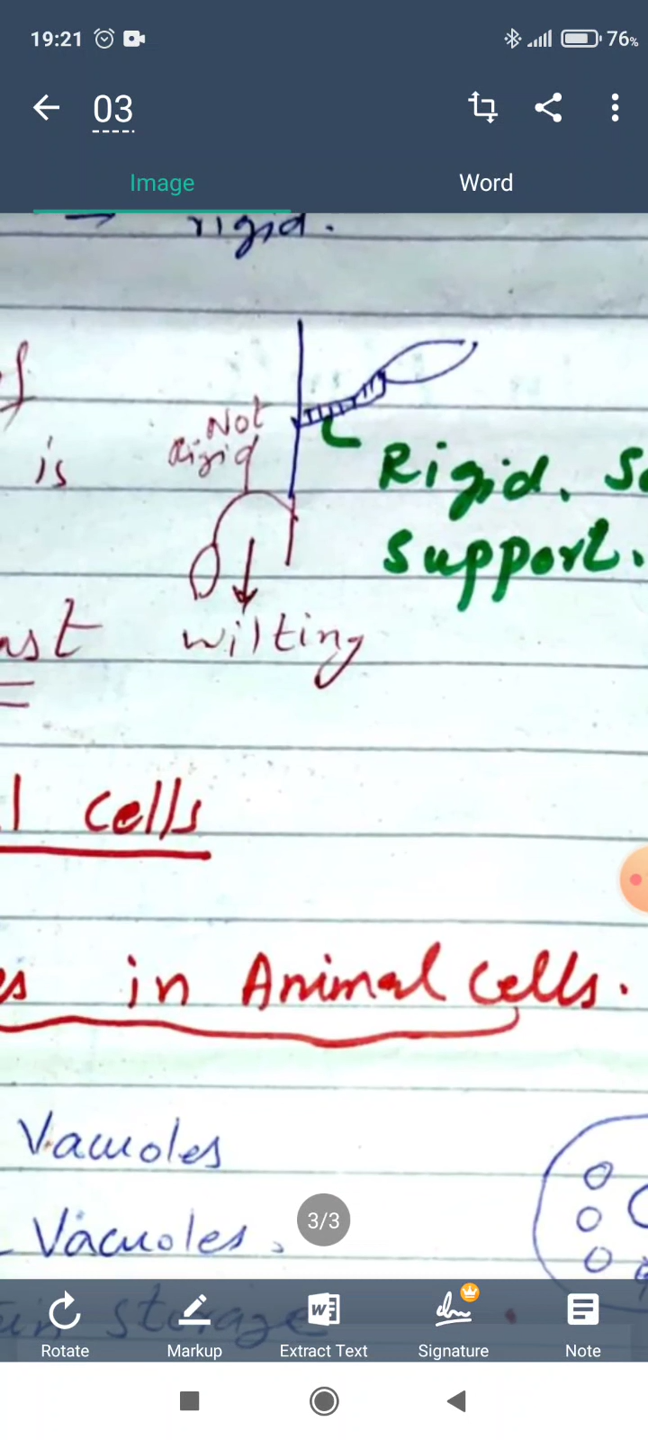 19:21 76%
03
Image Word
rigid.
Not
Rigid
is
Rigid.
Support.
wilting
cells
in Animal Cells.
Vacuoles
Vacuoles.
3/3
storage
Rotate Markup Extract Text Signature Note